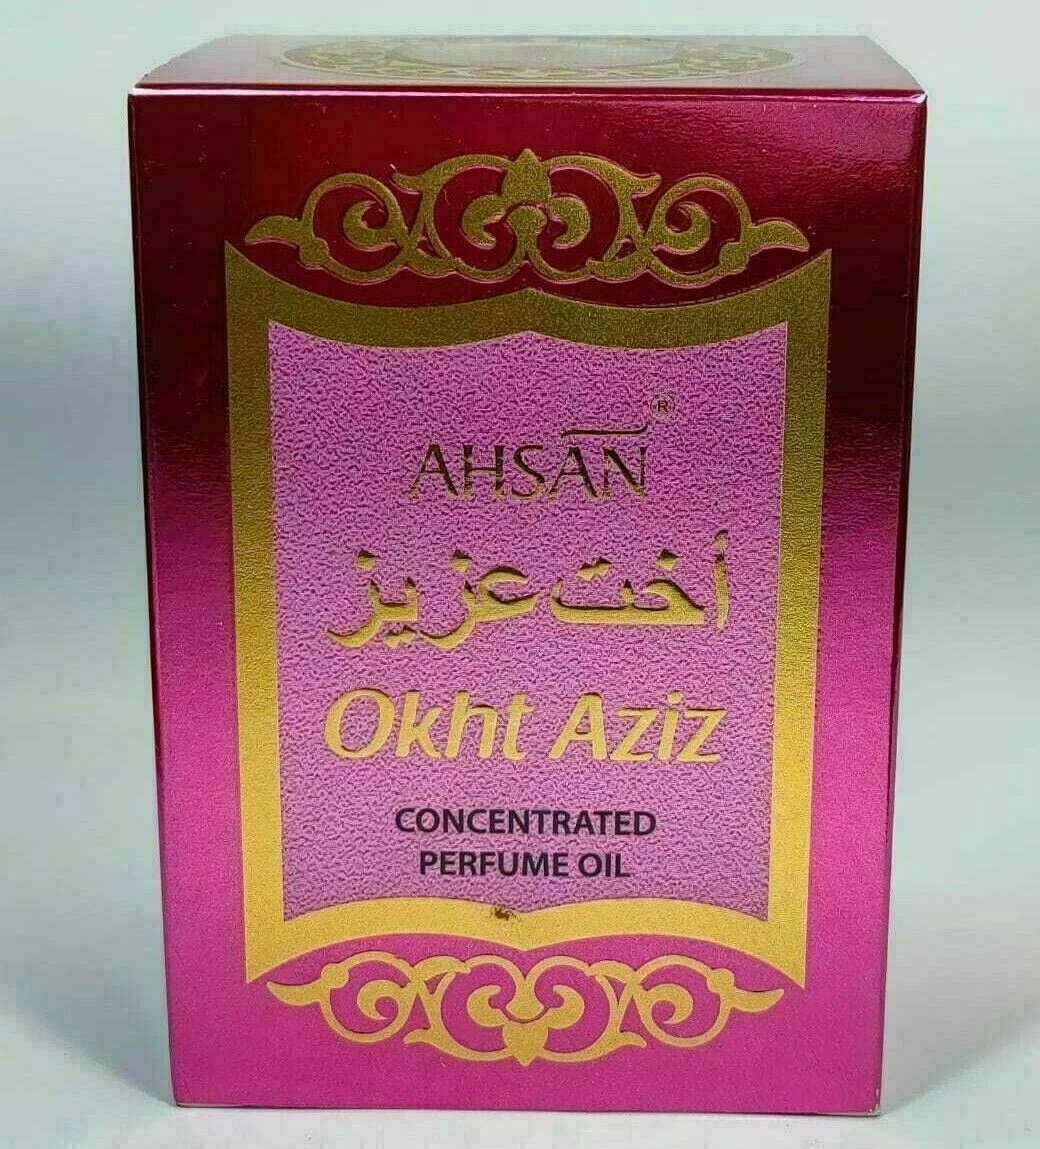 AHSAN ®
أخت عزيز
Okht Aziz
CONCENTRATED
PERFUME OIL